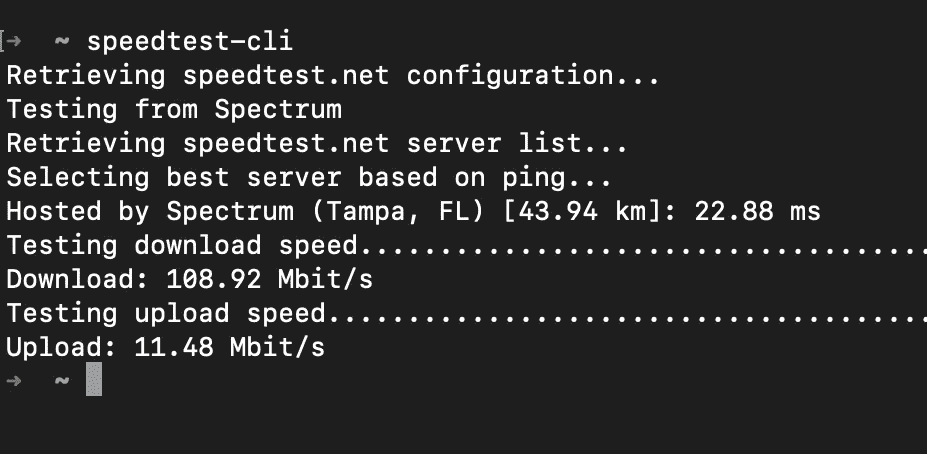 ➜  ~ speedtest-cli
Retrieving speedtest.net configuration...
Testing from Spectrum
Retrieving speedtest.net server list...
Selecting best server based on ping...
Hosted by Spectrum (Tampa, FL) [43.94 km]: 22.88 ms
Testing download speed....................................
Download: 108.92 Mbit/s
Testing upload speed......................................
Upload: 11.48 Mbit/s
➜  ~